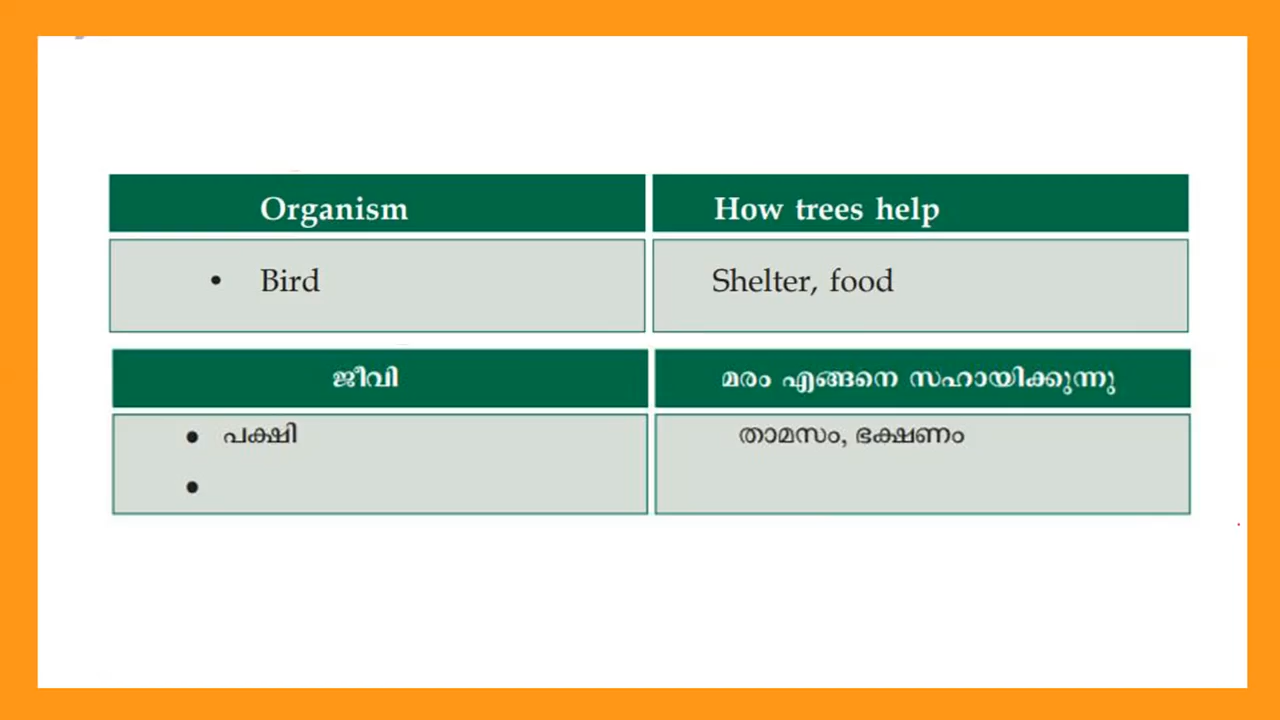 Organism How trees help
• Bird Shelter, food
ജീവി മരം എങ്ങനെ സഹായിക്കുന്നു
• പക്ഷി താമസം, ഭക്ഷണം
•